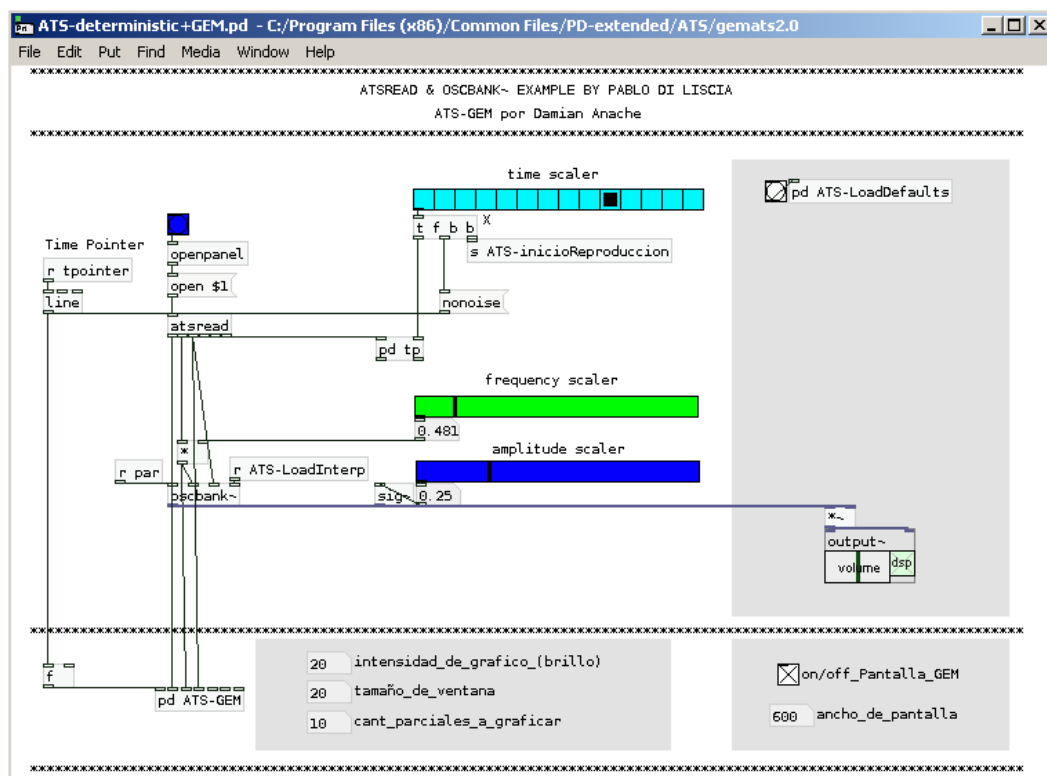 ATS-deterministic+GEM.pd - C:/Program Files (x86)/Common Files/PD-extended/ATS/gemats2.0
File Edit Put Find Media Window Help
ATSREAD & OSCBANK~ EXAMPLE BY PABLO DI LISCIA
ATS-GEM por Damian Anache
time scaler
pd ATS-LoadDefaults
X
t f b b
Time Pointer
openpanel
s ATS-inicioReproduccion
r tpointer
open $1
line
nonoise
atsread
pd tp
frequency scaler
0.481
*
amplitude scaler
r par
r ATS-LoadInterp
oscbank~
sig~
0.25
*~
output~
volume
dsp
f
20
intensidad_de_grafico_(brillo)
on/off_Pantalla_GEM
pd ATS-GEM
20
tamaño_de_ventana
600
ancho_de_pantalla
10
cant_parciales_a_graficar